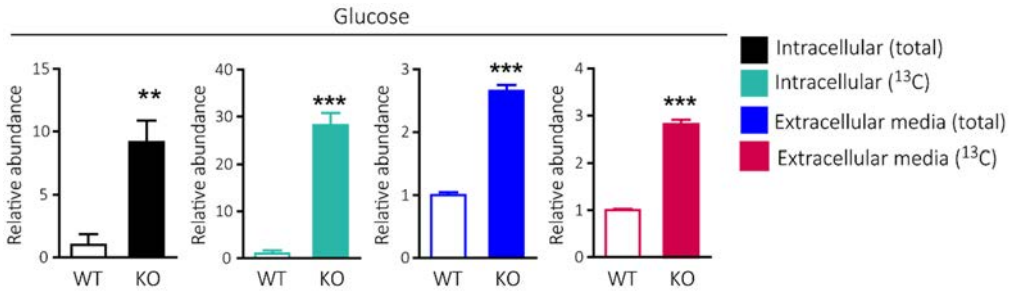 Glucose
Relative abundance
15
10
5
0
**
WT KO
Relative abundance
40
30
20
10
0
***
WT KO
Relative abundance
3
2
1
0
***
WT KO
Relative abundance
4
3
2
1
0
***
WT KO
Intracellular (total)
Intracellular (¹³C)
Extracellular media (total)
Extracellular media (¹³C)